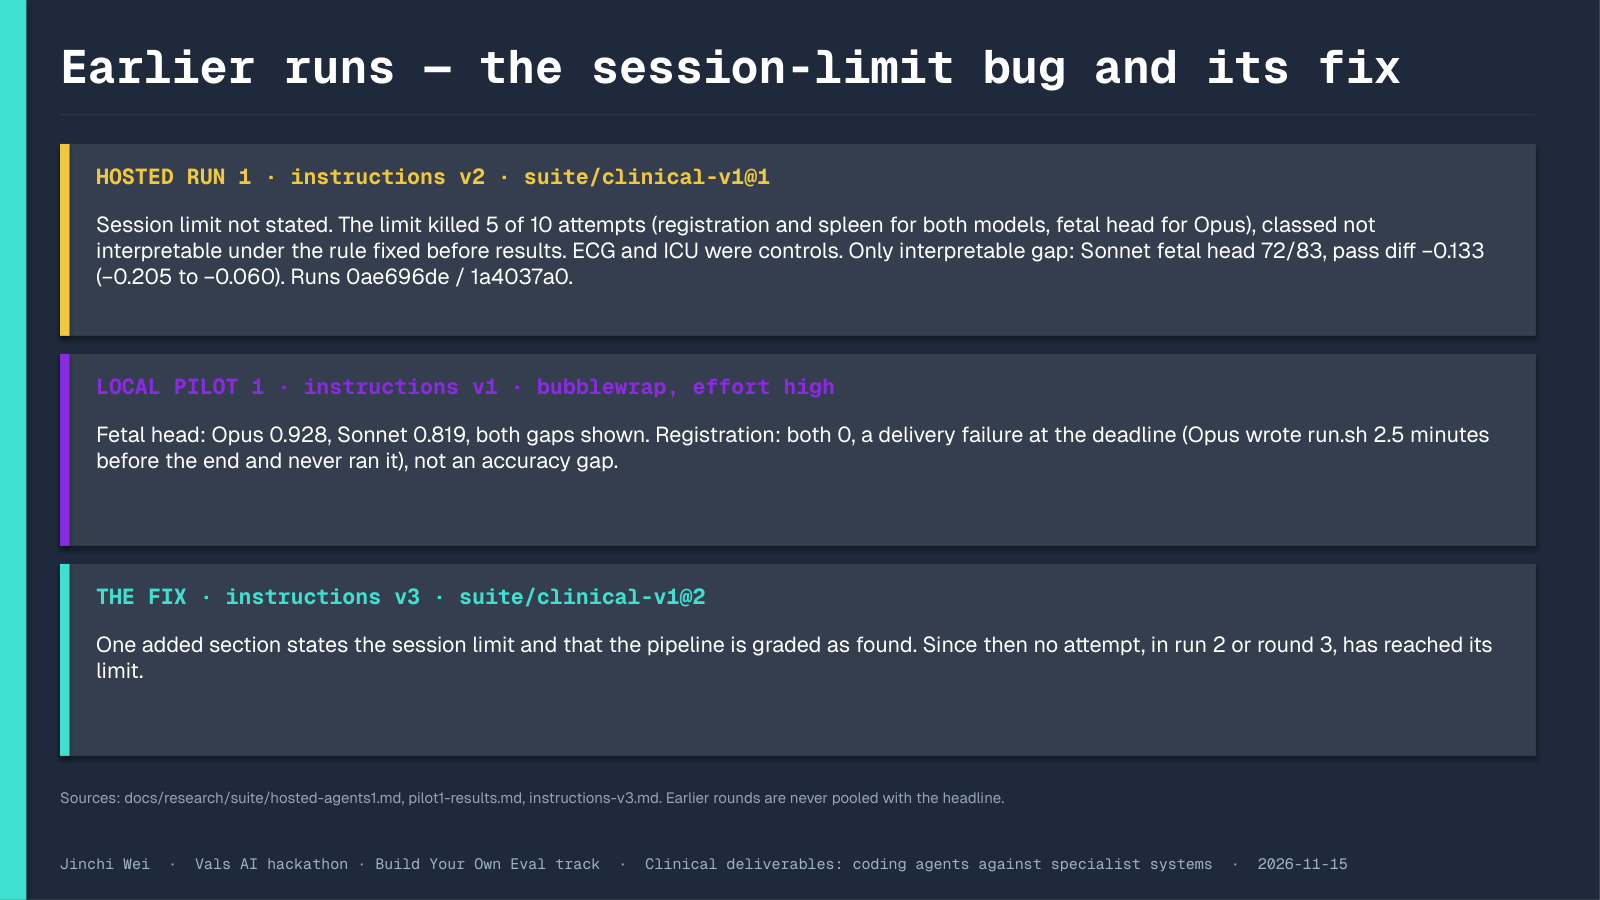 Earlier runs — the session-limit bug and its fix
HOSTED RUN 1 · instructions v2 · suite/clinical-v1@1
Session limit not stated. The limit killed 5 of 10 attempts (registration and spleen for both models, fetal head for Opus), classed not
interpretable under the rule fixed before results. ECG and ICU were controls. Only interpretable gap: Sonnet fetal head 72/83, pass diff −0.133
(−0.205 to −0.060). Runs 0ae696de / 1a4037a0.
LOCAL PILOT 1 · instructions v1 · bubblewrap, effort high
Fetal head: Opus 0.928, Sonnet 0.819, both gaps shown. Registration: both 0, a delivery failure at the deadline (Opus wrote run.sh 2.5 minutes
before the end and never ran it), not an accuracy gap.
THE FIX · instructions v3 · suite/clinical-v1@2
One added section states the session limit and that the pipeline is graded as found. Since then no attempt, in run 2 or round 3, has reached its
limit.
Sources: docs/research/suite/hosted-agents1.md, pilot1-results.md, instructions-v3.md. Earlier rounds are never pooled with the headline.
Jinchi Wei · Vals AI hackathon · Build Your Own Eval track · Clinical deliverables: coding agents against specialist systems · 2026-11-15